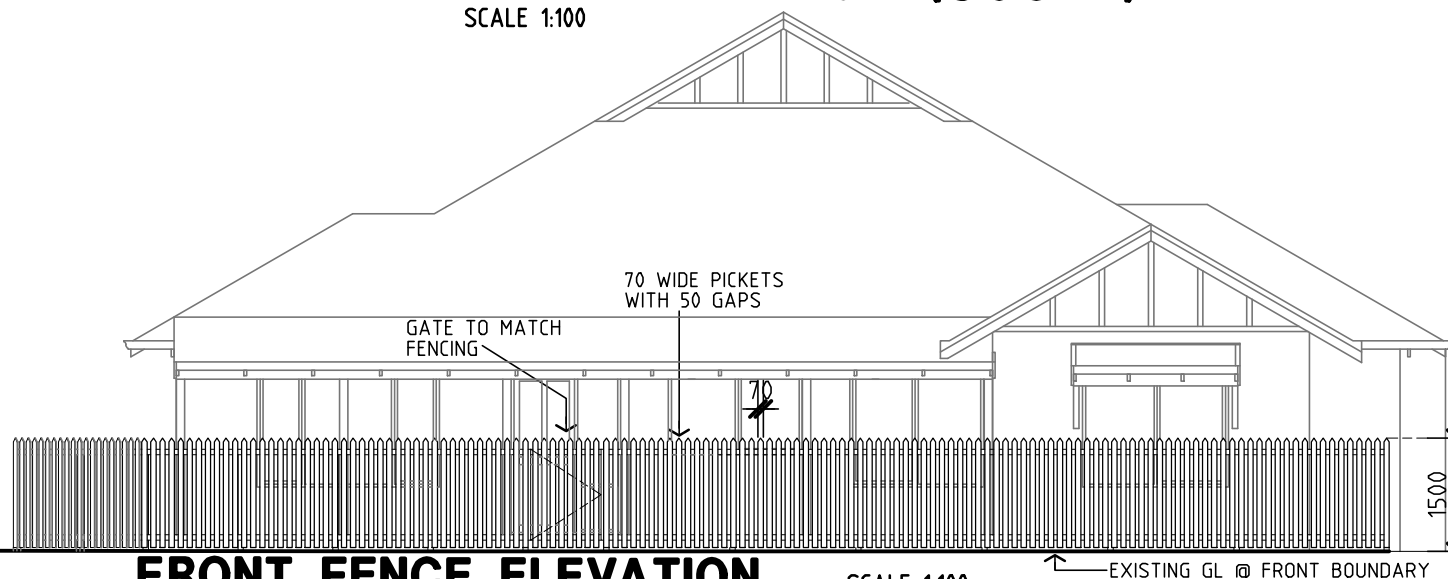 SCALE 1:100
70 WIDE PICKETS
WITH 50 GAPS
GATE TO MATCH
FENCING
70
1500
FRONT FENCE ELEVATION
SCALE 1:100
EXISTING GL @ FRONT BOUNDARY